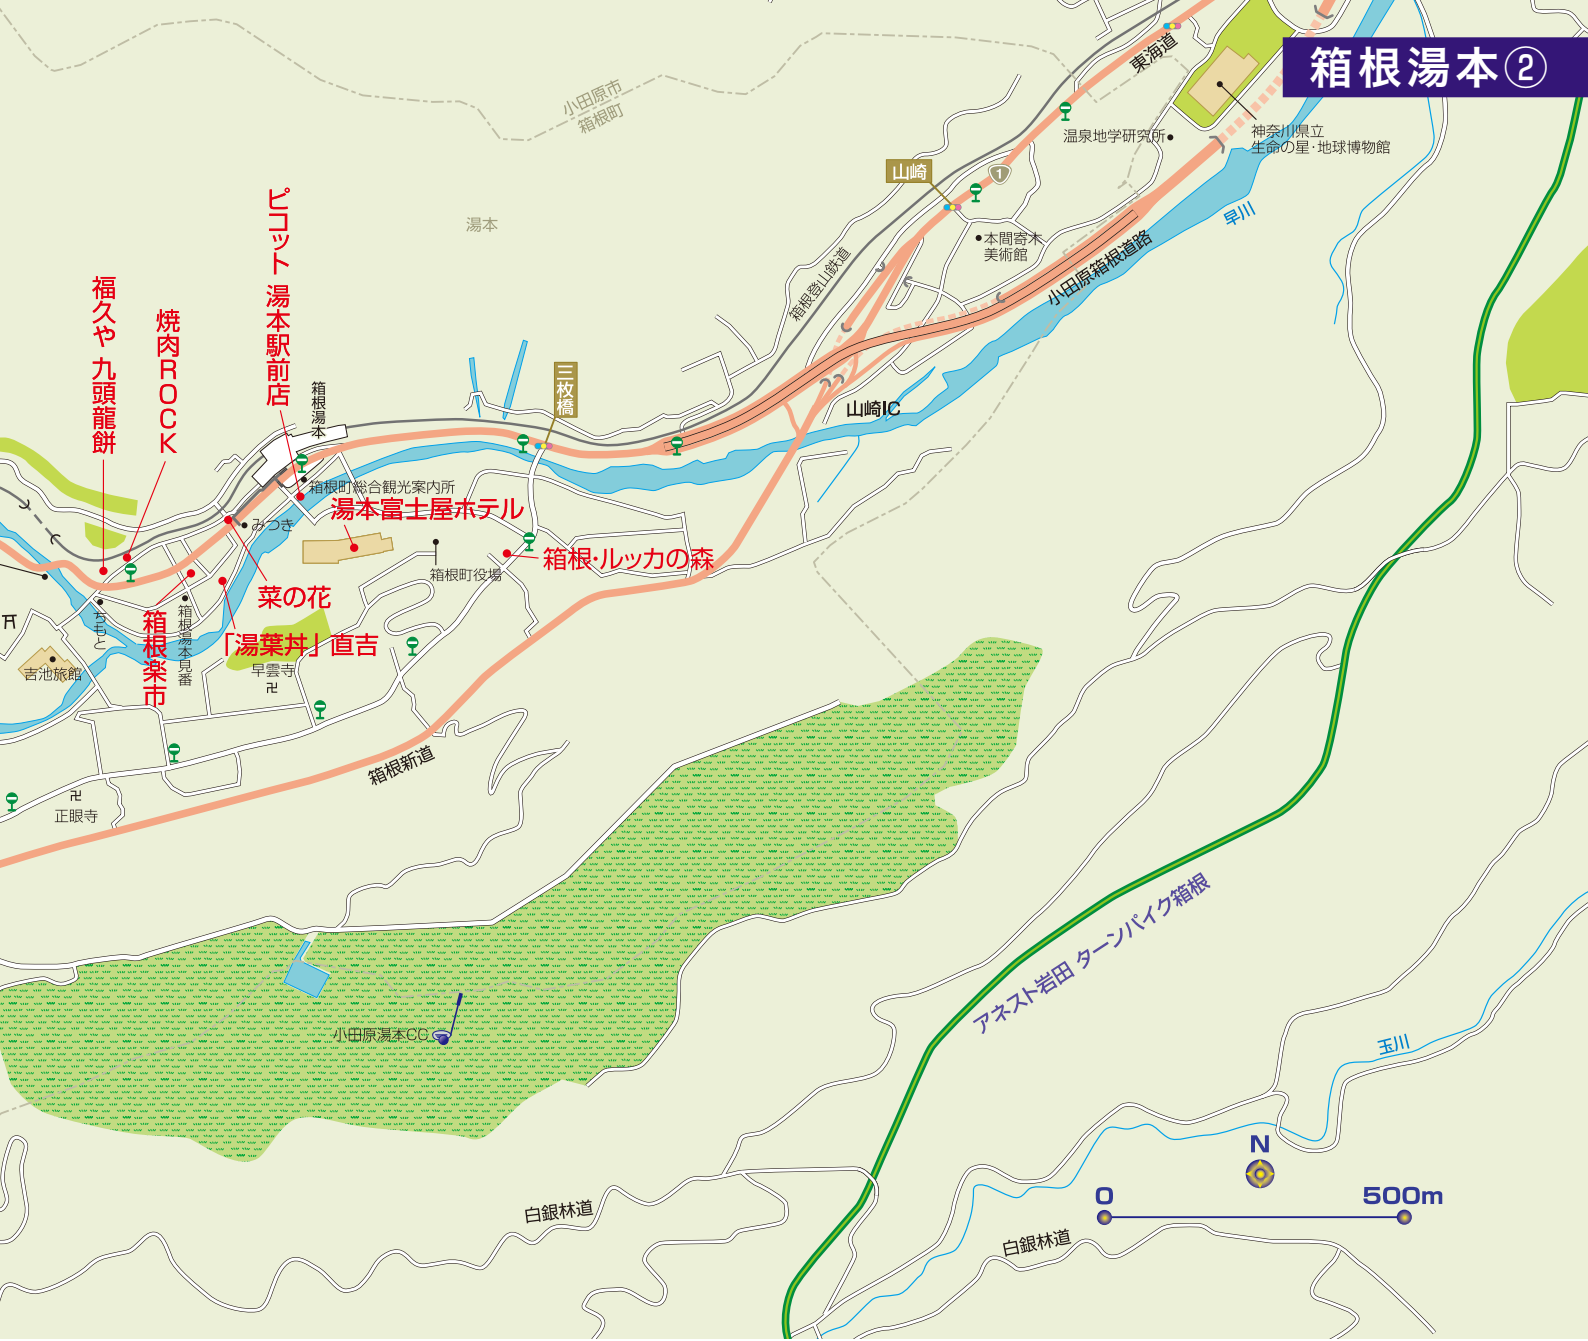 箱根湯本②
東海道
小田原市
箱根町
温泉地学研究所
神奈川県立
生命の星・地球博物館
山崎
1
早川
湯本
本間寄木
美術館
箱根登山鉄道
小田原箱根道路
ピコット 湯本駅前店
福久や 九頭龍餅
焼肉ROCK
箱根湯本
三枚橋
山崎IC
箱根町総合観光案内所
湯本富士屋ホテル
みつき
箱根・ルッカの森
箱根町役場
菜の花
ちもと
箱根楽市
箱根湯本見番
「湯葉丼」直吉
早雲寺
吉池旅館
箱根新道
正眼寺
アネスト岩田 ターンパイク箱根
小田原湯本CC
玉川
N
0
500m
白銀林道
白銀林道